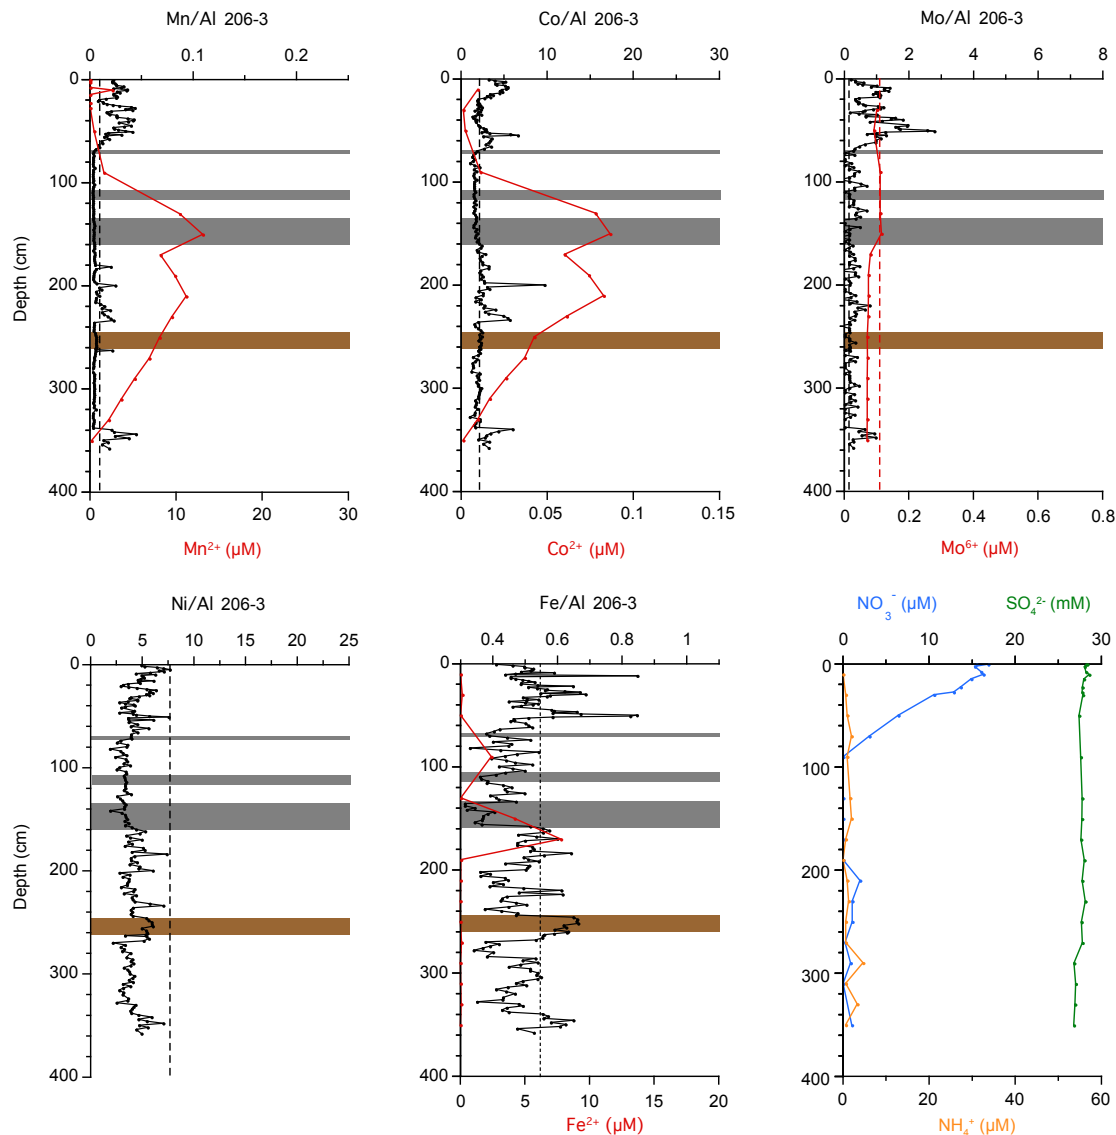 Mn/Al 206-3
Co/Al 206-3
Mo/Al 206-3
0 0.1 0.2
0 10 20 30
0 2 4 6 8
Depth (cm)
0
100
200
300
400
0
100
200
300
400
0
100
200
300
400
0 10 20 30
0 0.05 0.1 0.15
0 0.2 0.4 0.6 0.8
Mn²⁺ (µM)
Co²⁺ (µM)
Mo⁶⁺ (µM)
Ni/Al 206-3
Fe/Al 206-3
NO₃⁻ (µM)
SO₄²⁻ (mM)
0 5 10 15 20 25
0.4 0.6 0.8 1
0 10 20 30
Depth (cm)
0
100
200
300
400
0
100
200
300
400
0
100
200
300
400
0 5 10 15 20
0 20 40 60
Fe²⁺ (µM)
NH₄⁺ (µM)